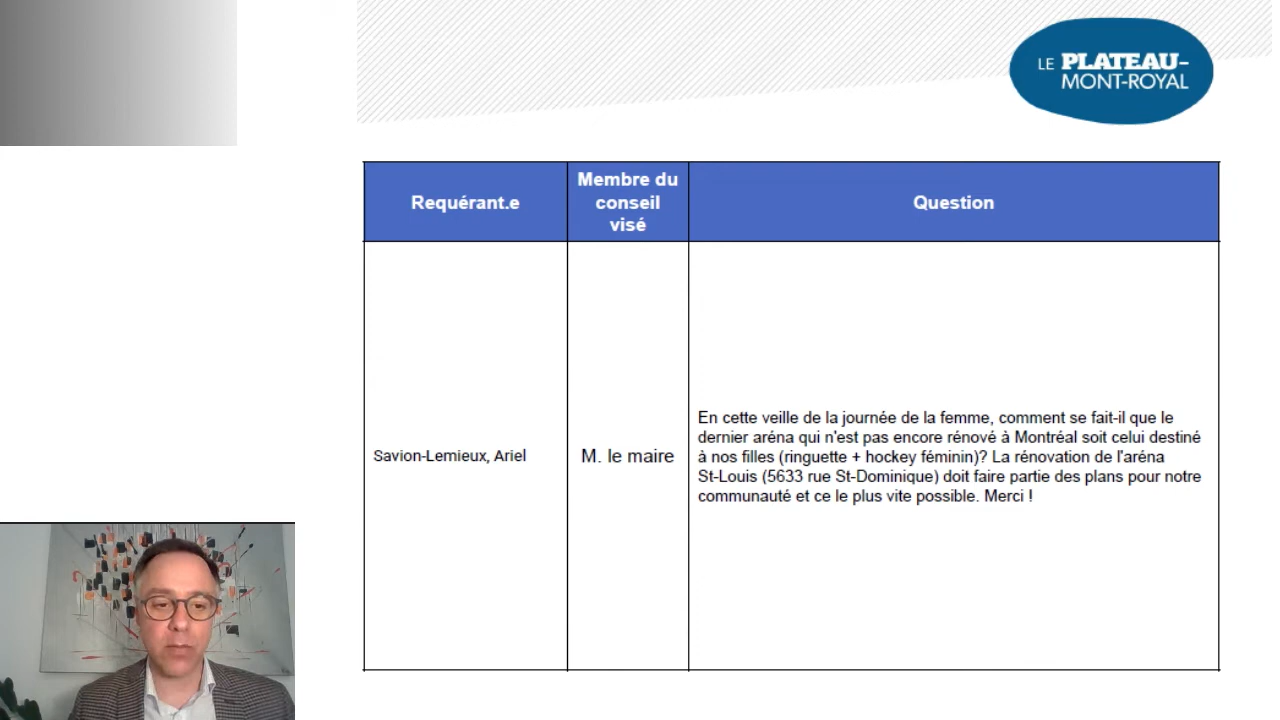 LE PLATEAU-
MONT-ROYAL
Requérant.e
Membre du
conseil
visé
Question
Savion-Lemieux, Ariel
M. le maire
En cette veille de la journée de la femme, comment se fait-il que le
dernier aréna qui n'est pas encore rénové à Montréal soit celui destiné
à nos filles (ringuette + hockey féminin)? La rénovation de l'aréna
St-Louis (5633 rue St-Dominique) doit faire partie des plans pour notre
communauté et ce le plus vite possible. Merci !